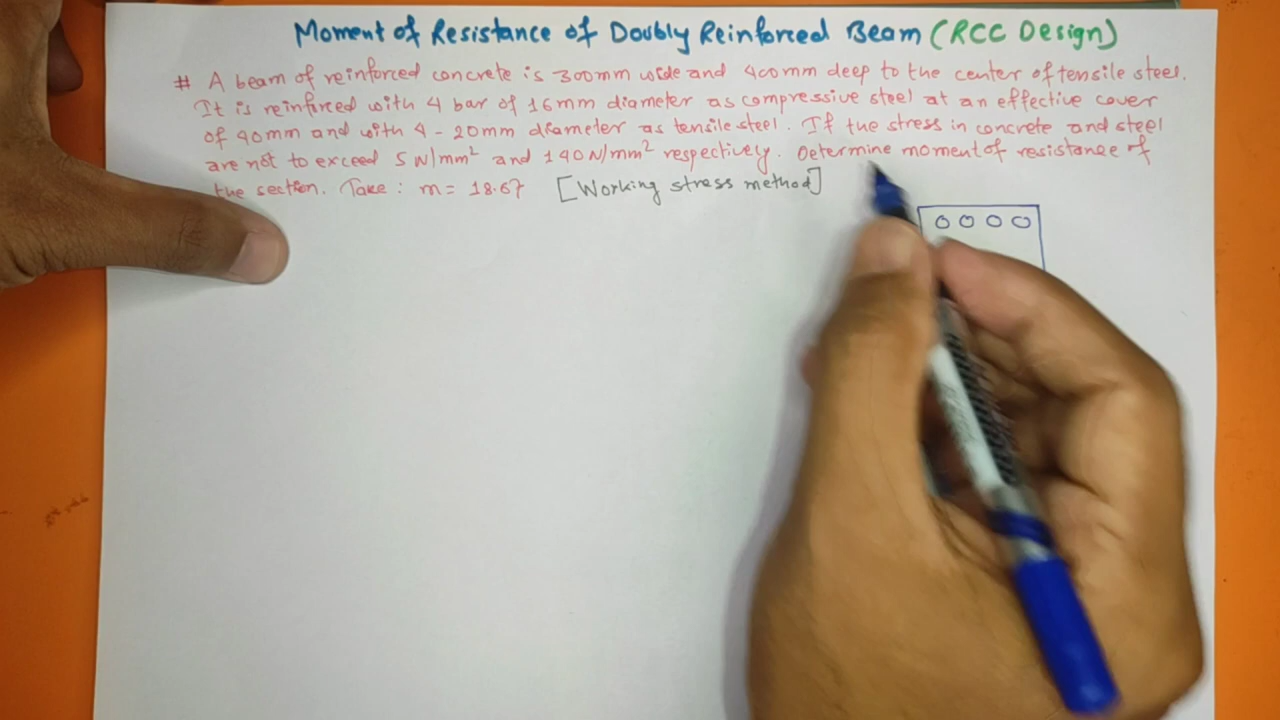 Moment of Resistance of Doubly Reinforced Beam (RCC Design)
# A beam of reinforced concrete is 300mm wide and 400mm deep to the center of tensile steel.
It is reinforced with 4 bar of 16mm diameter as compressive steel at an effective cover
of 40mm and with 4 - 20mm diameter as tensile steel. If the stress in concrete and steel
are not to exceed 5 N/mm² and 140 N/mm² respectively. Determine moment of resistance of
the section. Take : m = 18.67 [Working stress method]